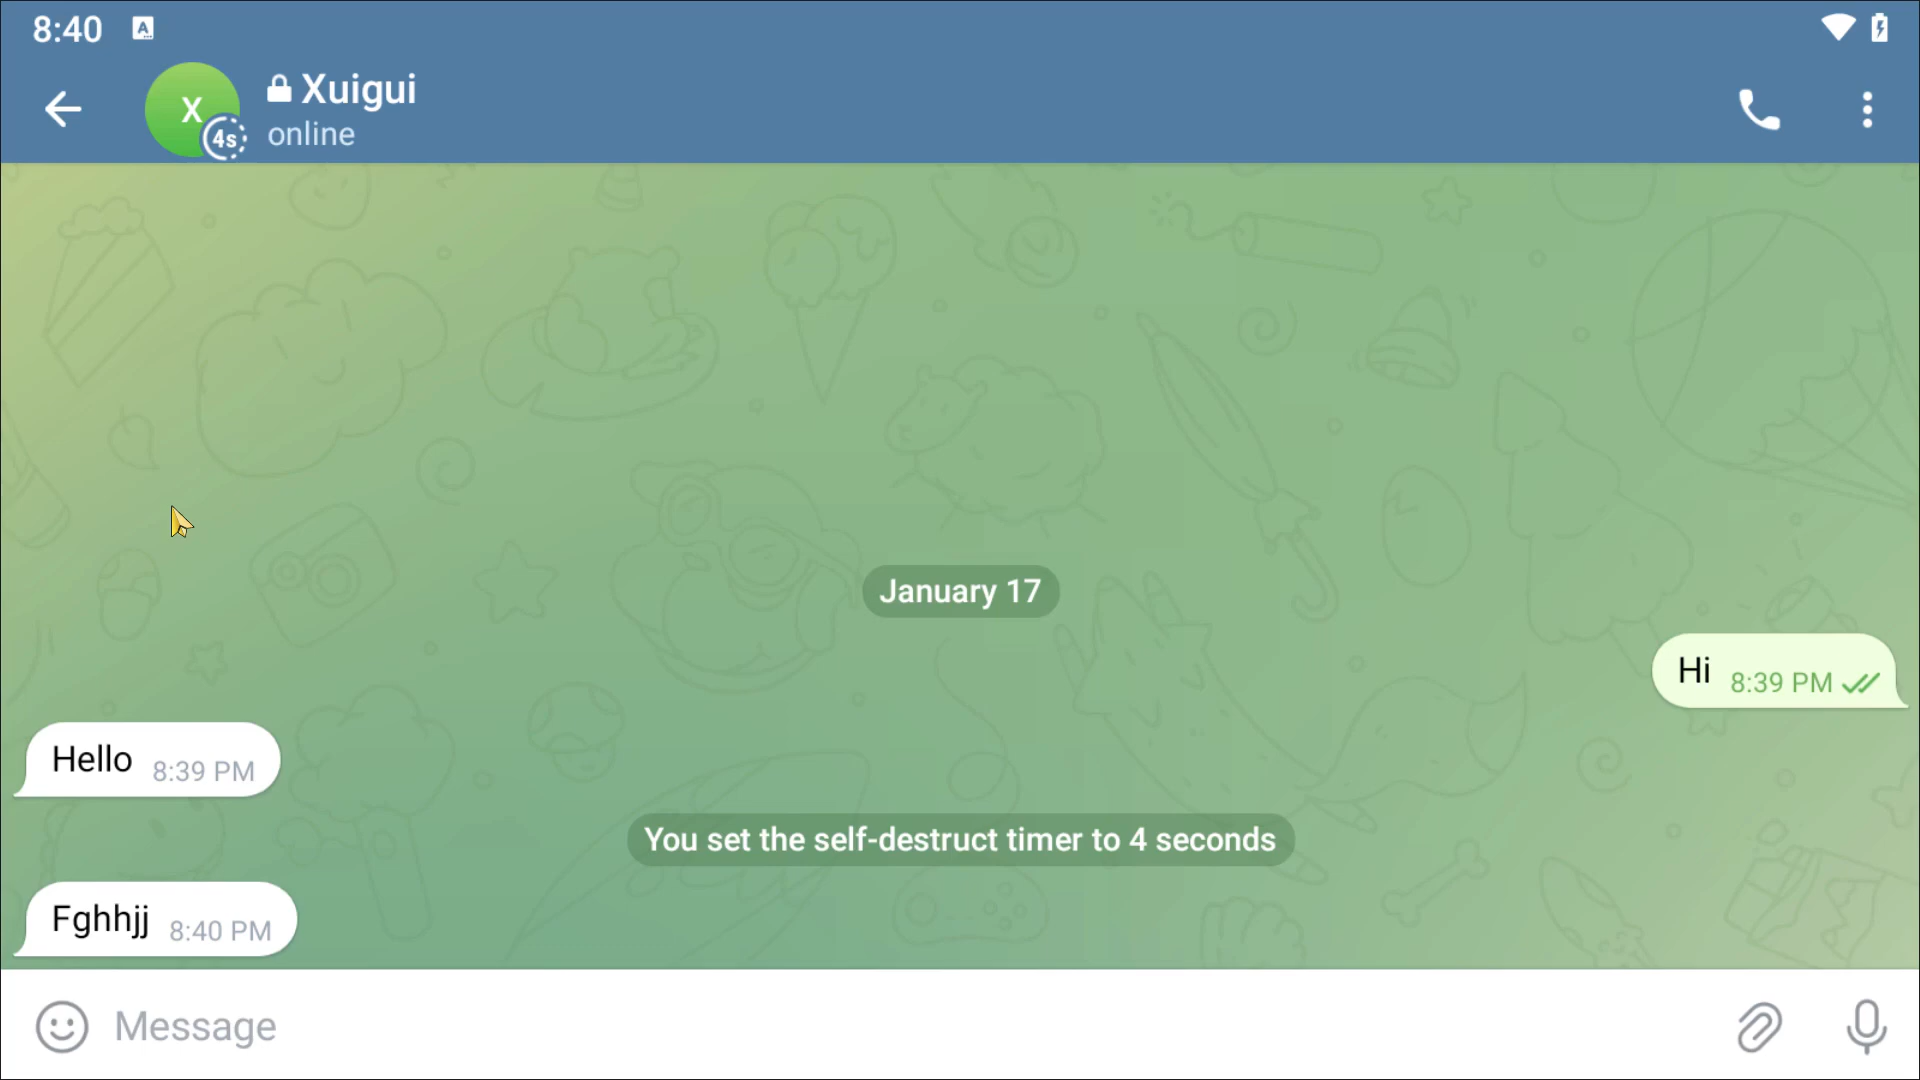 8:40 A
X
4s
Xuigui
online
January 17
Hi 8:39 PM
Hello 8:39 PM
You set the self-destruct timer to 4 seconds
Fghhjj 8:40 PM
Message